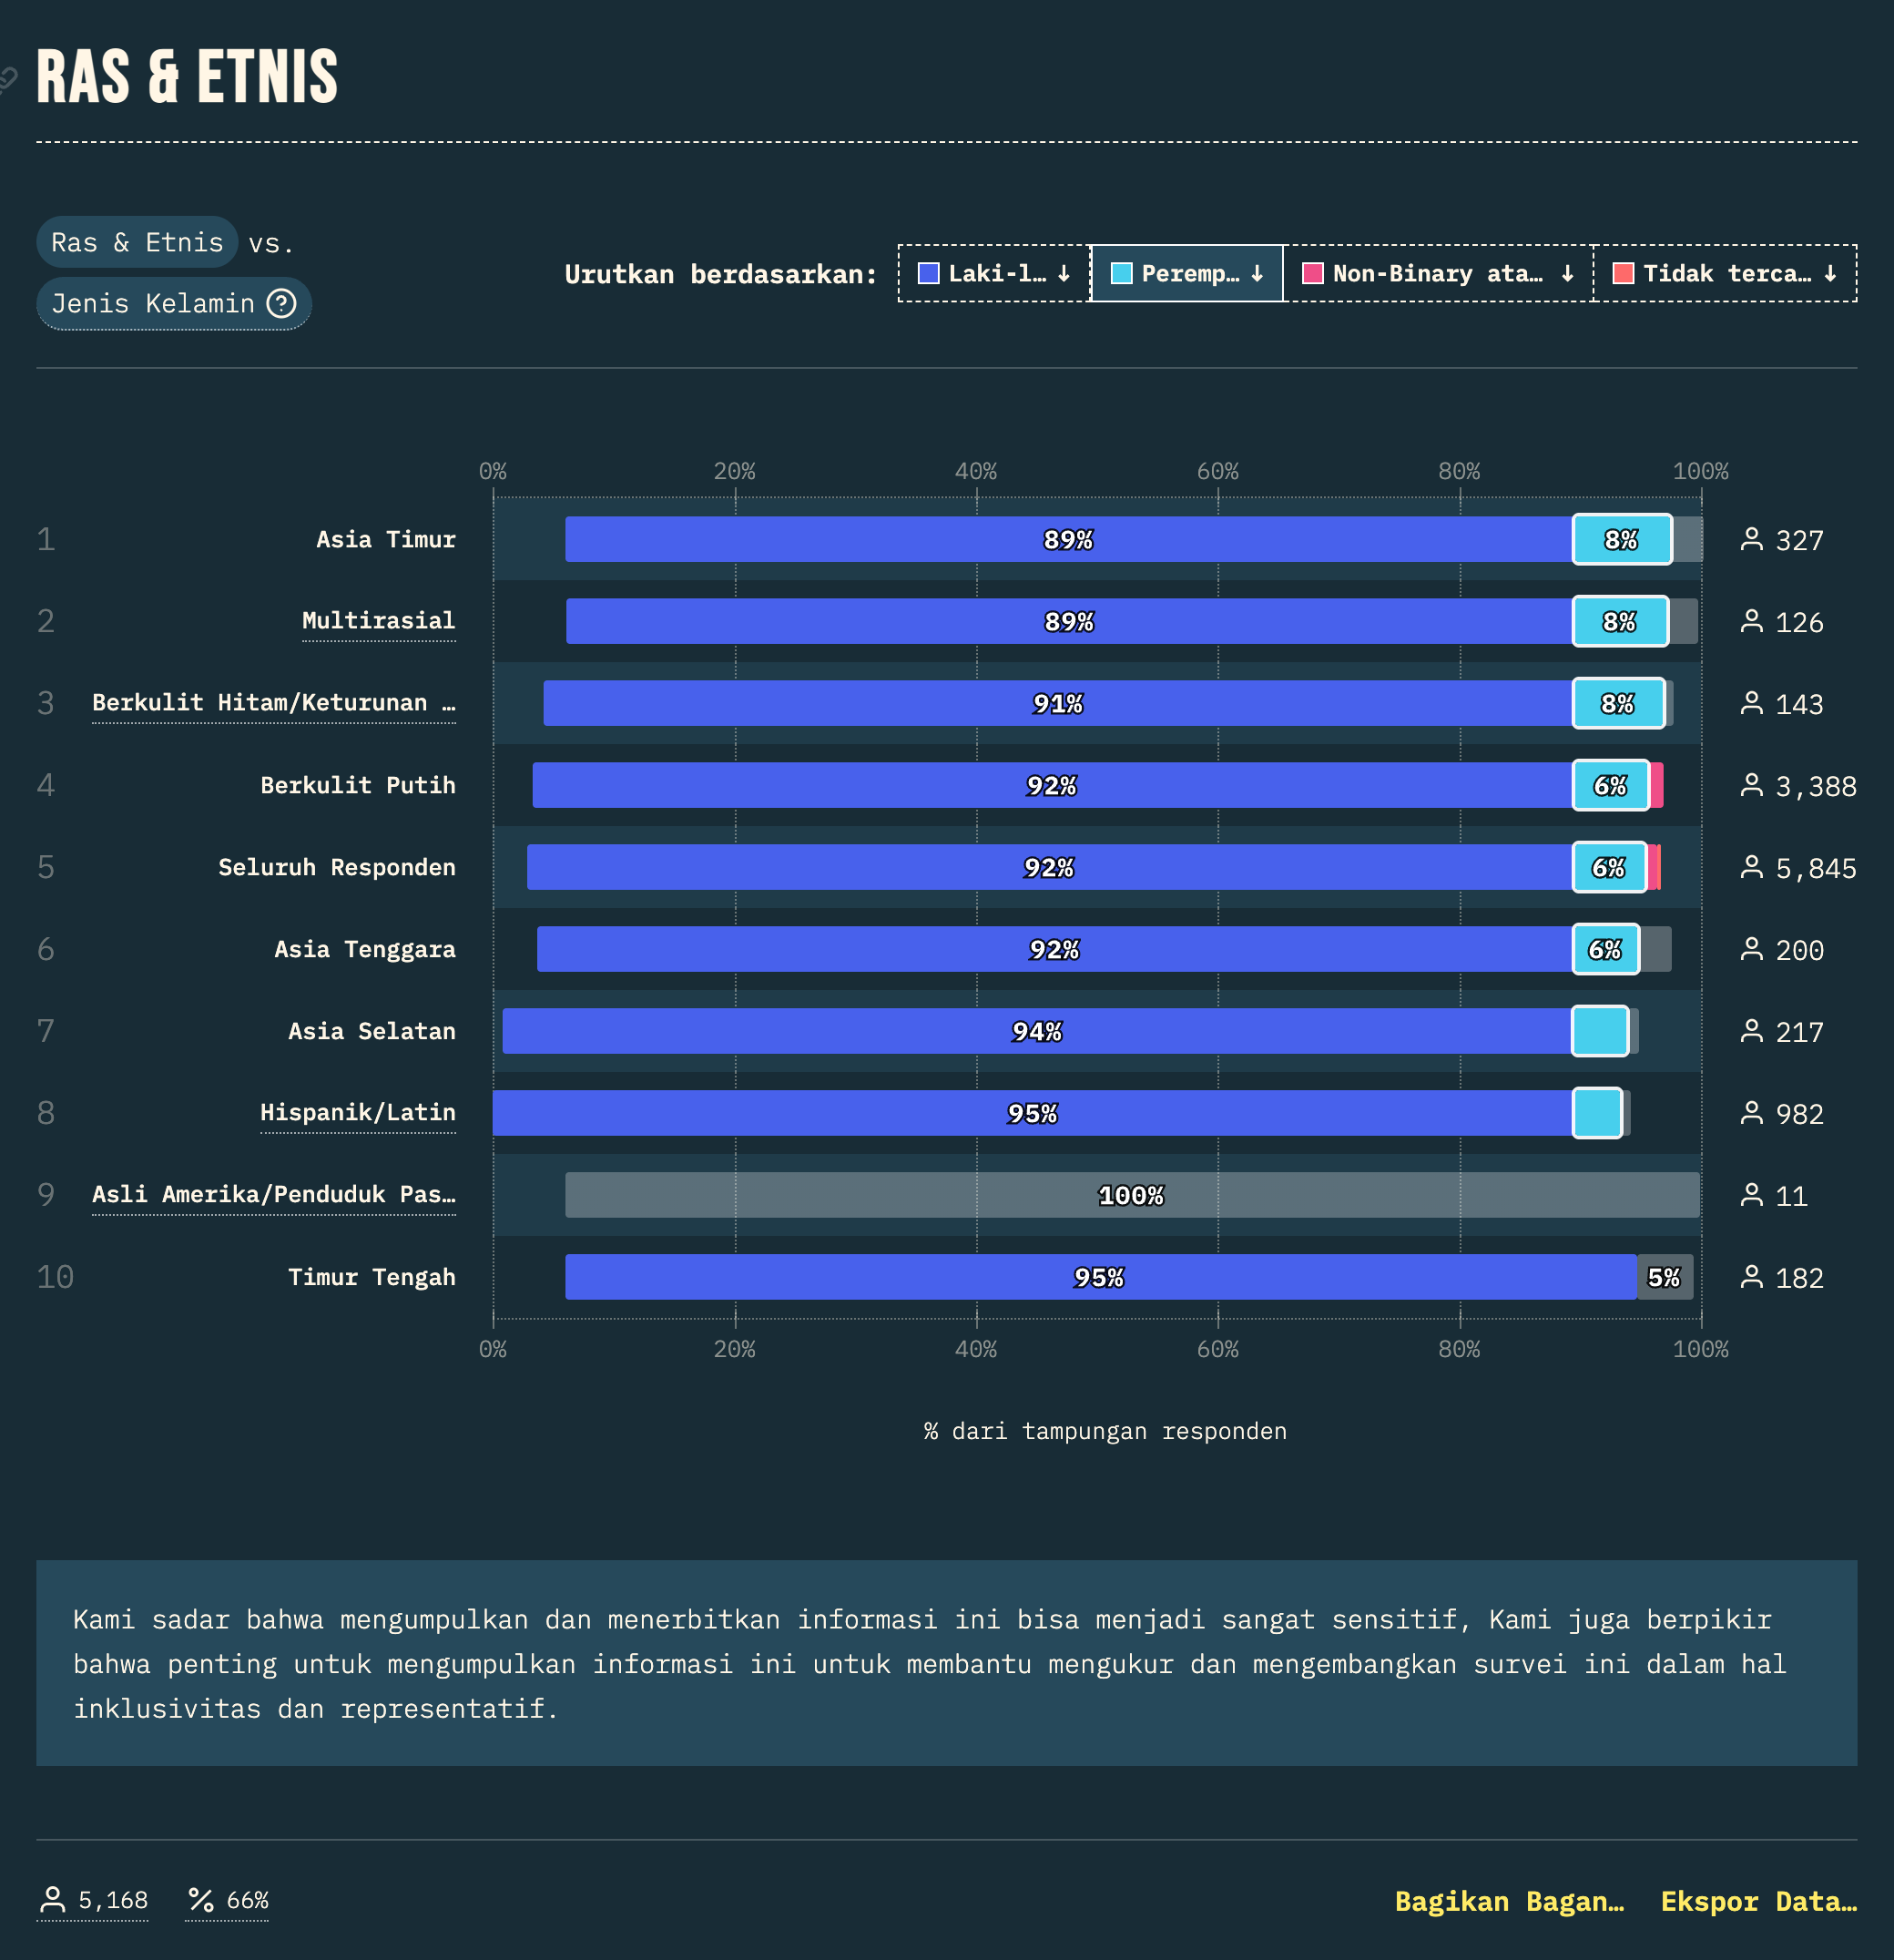 RAS & ETNIS
Ras & Etnis vs.
Jenis Kelamin ?
Urutkan berdasarkan: Laki-l… ↓ Peremp… ↓ Non-Binary ata… ↓ Tidak terca… ↓
0% 20% 40% 60% 80% 100%
1 Asia Timur 89% 8% 327
2 Multirasial 89% 8% 126
3 Berkulit Hitam/Keturunan … 91% 8% 143
4 Berkulit Putih 92% 6% 3,388
5 Seluruh Responden 92% 6% 5,845
6 Asia Tenggara 92% 6% 200
7 Asia Selatan 94% 217
8 Hispanik/Latin 95% 982
9 Asli Amerika/Penduduk Pas… 100% 11
10 Timur Tengah 95% 5% 182
0% 20% 40% 60% 80% 100%
% dari tampungan responden
Kami sadar bahwa mengumpulkan dan menerbitkan informasi ini bisa menjadi sangat sensitif, Kami juga berpikir
bahwa penting untuk mengumpulkan informasi ini untuk membantu mengukur dan mengembangkan survei ini dalam hal
inklusivitas dan representatif.
5,168 % 66% Bagikan Bagan… Ekspor Data…